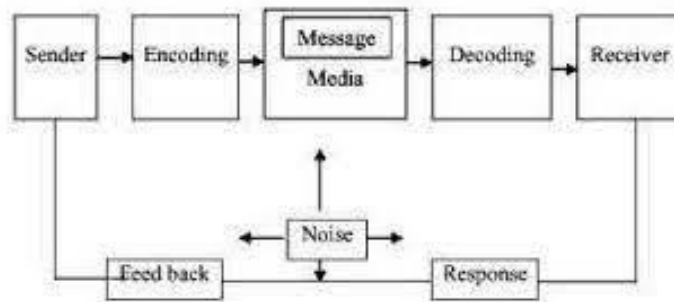 Sender
Encoding
Message
Media
Decoding
Receiver
Noise
Feed back
Response